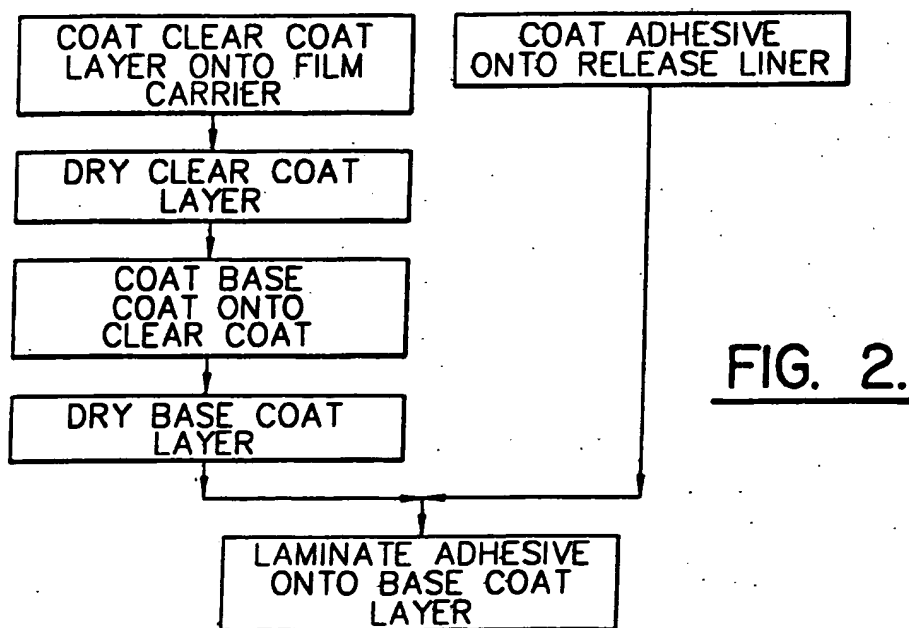 COAT CLEAR COAT
LAYER ONTO FILM
CARRIER
COAT ADHESIVE
ONTO RELEASE LINER
DRY CLEAR COAT
LAYER
COAT BASE
COAT ONTO
CLEAR COAT
DRY BASE COAT
LAYER
LAMINATE ADHESIVE
ONTO BASE COAT
LAYER
FIG. 2.